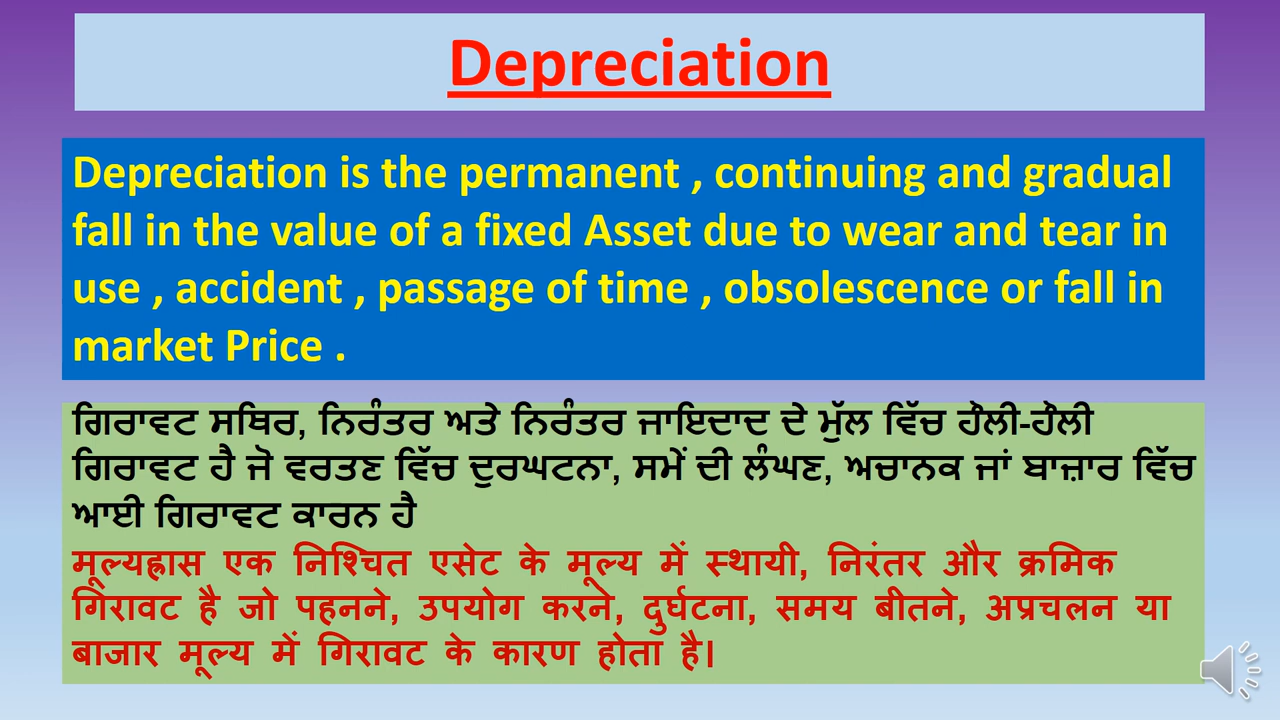 Depreciation
Depreciation is the permanent , continuing and gradual
fall in the value of a fixed Asset due to wear and tear in
use , accident , passage of time , obsolescence or fall in
market Price .
ਗਿਰਾਵਟ ਸਥਿਰ, ਨਿਰੰਤਰ ਅਤੇ ਨਿਰੰਤਰ ਜਾਇਦਾਦ ਦੇ ਮੁੱਲ ਵਿੱਚ ਹੌਲੀ-ਹੌਲੀ
ਗਿਰਾਵਟ ਹੈ ਜੋ ਵਰਤਣ ਵਿੱਚ ਦੁਰਘਟਨਾ, ਸਮੇਂ ਦੀ ਲੰਘਣ, ਅਚਾਨਕ ਜਾਂ ਬਾਜ਼ਾਰ ਵਿੱਚ
ਆਈ ਗਿਰਾਵਟ ਕਾਰਨ ਹੈ
मूल्यह्रास एक निश्चित एसेट के मूल्य में स्थायी, निरंतर और क्रमिक
गिरावट है जो पहनने, उपयोग करने, दुर्घटना, समय बीतने, अप्रचलन या
बाजार मूल्य में गिरावट के कारण होता है।